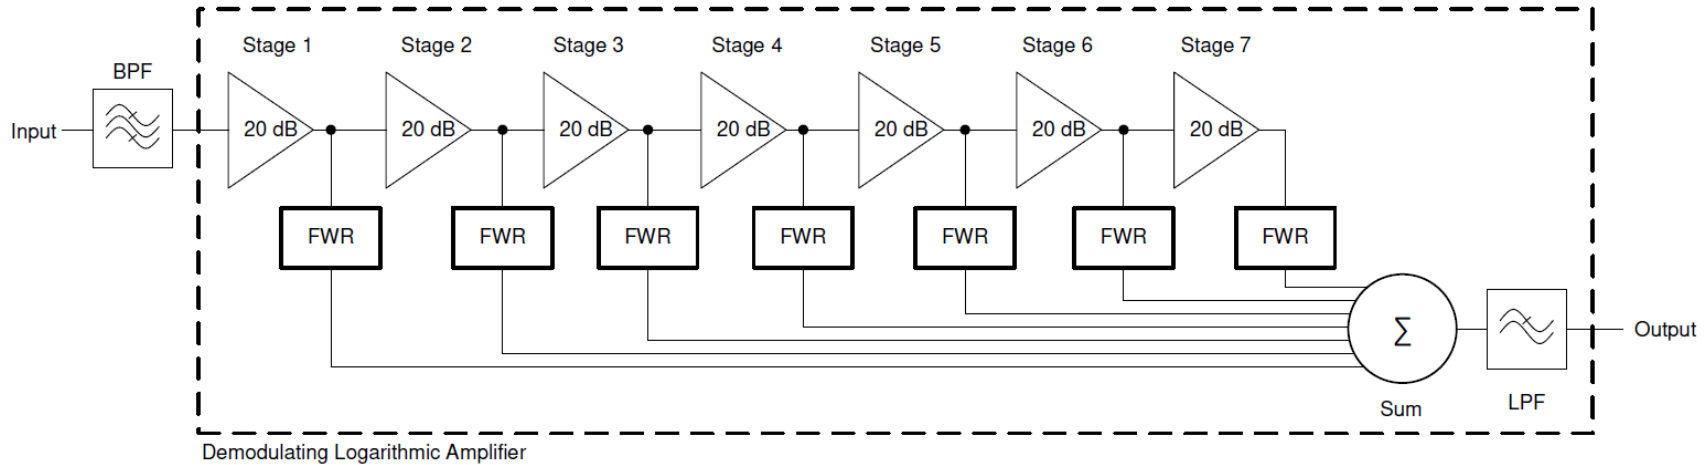 Stage 1
Stage 2
Stage 3
Stage 4
Stage 5
Stage 6
Stage 7
BPF
Input
20 dB
20 dB
20 dB
20 dB
20 dB
20 dB
20 dB
FWR
FWR
FWR
FWR
FWR
FWR
FWR
Σ
Output
Sum
LPF
Demodulating Logarithmic Amplifier